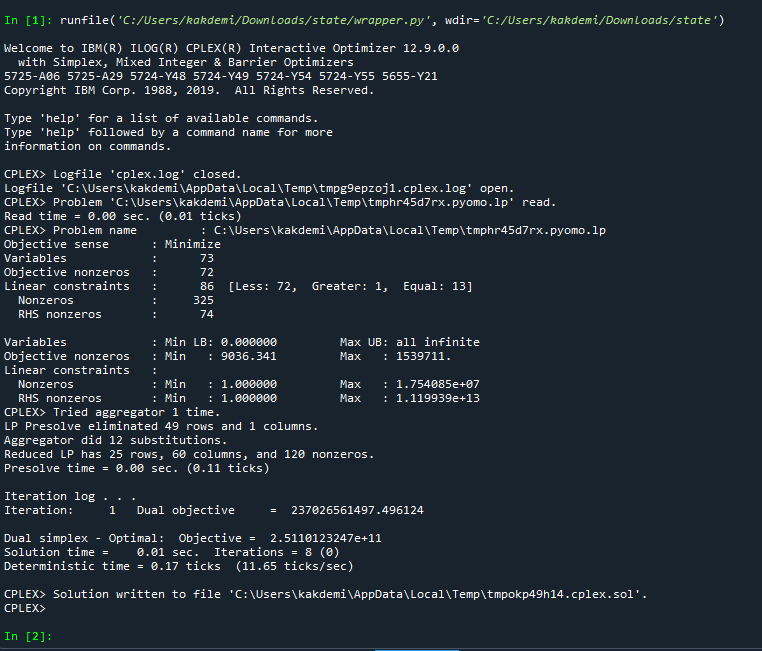 In [1]: runfile('C:/Users/kakdemi/Downloads/state/wrapper.py', wdir='C:/Users/kakdemi/Downloads/state')
Welcome to IBM(R) ILOG(R) CPLEX(R) Interactive Optimizer 12.9.0.0
  with Simplex, Mixed Integer & Barrier Optimizers
5725-A06 5725-A29 5724-Y48 5724-Y49 5724-Y54 5724-Y55 5655-Y21
Copyright IBM Corp. 1988, 2019.  All Rights Reserved.
Type 'help' for a list of available commands.
Type 'help' followed by a command name for more
information on commands.
CPLEX> Logfile 'cplex.log' closed.
Logfile 'C:\Users\kakdemi\AppData\Local\Temp\tmpg9epzoj1.cplex.log' open.
CPLEX> Problem 'C:\Users\kakdemi\AppData\Local\Temp\tmphr45d7rx.pyomo.lp' read.
Read time = 0.00 sec. (0.01 ticks)
CPLEX> Problem name         : C:\Users\kakdemi\AppData\Local\Temp\tmphr45d7rx.pyomo.lp
Objective sense      : Minimize
Variables            :      73
Objective nonzeros   :      72
Linear constraints   :      86  [Less: 72,  Greater: 1,  Equal: 13]
  Nonzeros           :     325
  RHS nonzeros       :      74
Variables            : Min LB: 0.000000         Max UB: all infinite
Objective nonzeros   : Min   : 9036.341         Max   : 1539711.
Linear constraints   :
  Nonzeros           : Min   : 1.000000         Max   : 1.754085e+07
  RHS nonzeros       : Min   : 1.000000         Max   : 1.119939e+13
CPLEX> Tried aggregator 1 time.
LP Presolve eliminated 49 rows and 1 columns.
Aggregator did 12 substitutions.
Reduced LP has 25 rows, 60 columns, and 120 nonzeros.
Presolve time = 0.00 sec. (0.11 ticks)
Iteration log . . .
Iteration:     1   Dual objective     =  237026561497.496124
Dual simplex - Optimal:  Objective =  2.5110123247e+11
Solution time =    0.01 sec.  Iterations = 8 (0)
Deterministic time = 0.17 ticks  (11.65 ticks/sec)
CPLEX> Solution written to file 'C:\Users\kakdemi\AppData\Local\Temp\tmpokp49h14.cplex.sol'.
CPLEX>
In [2]: